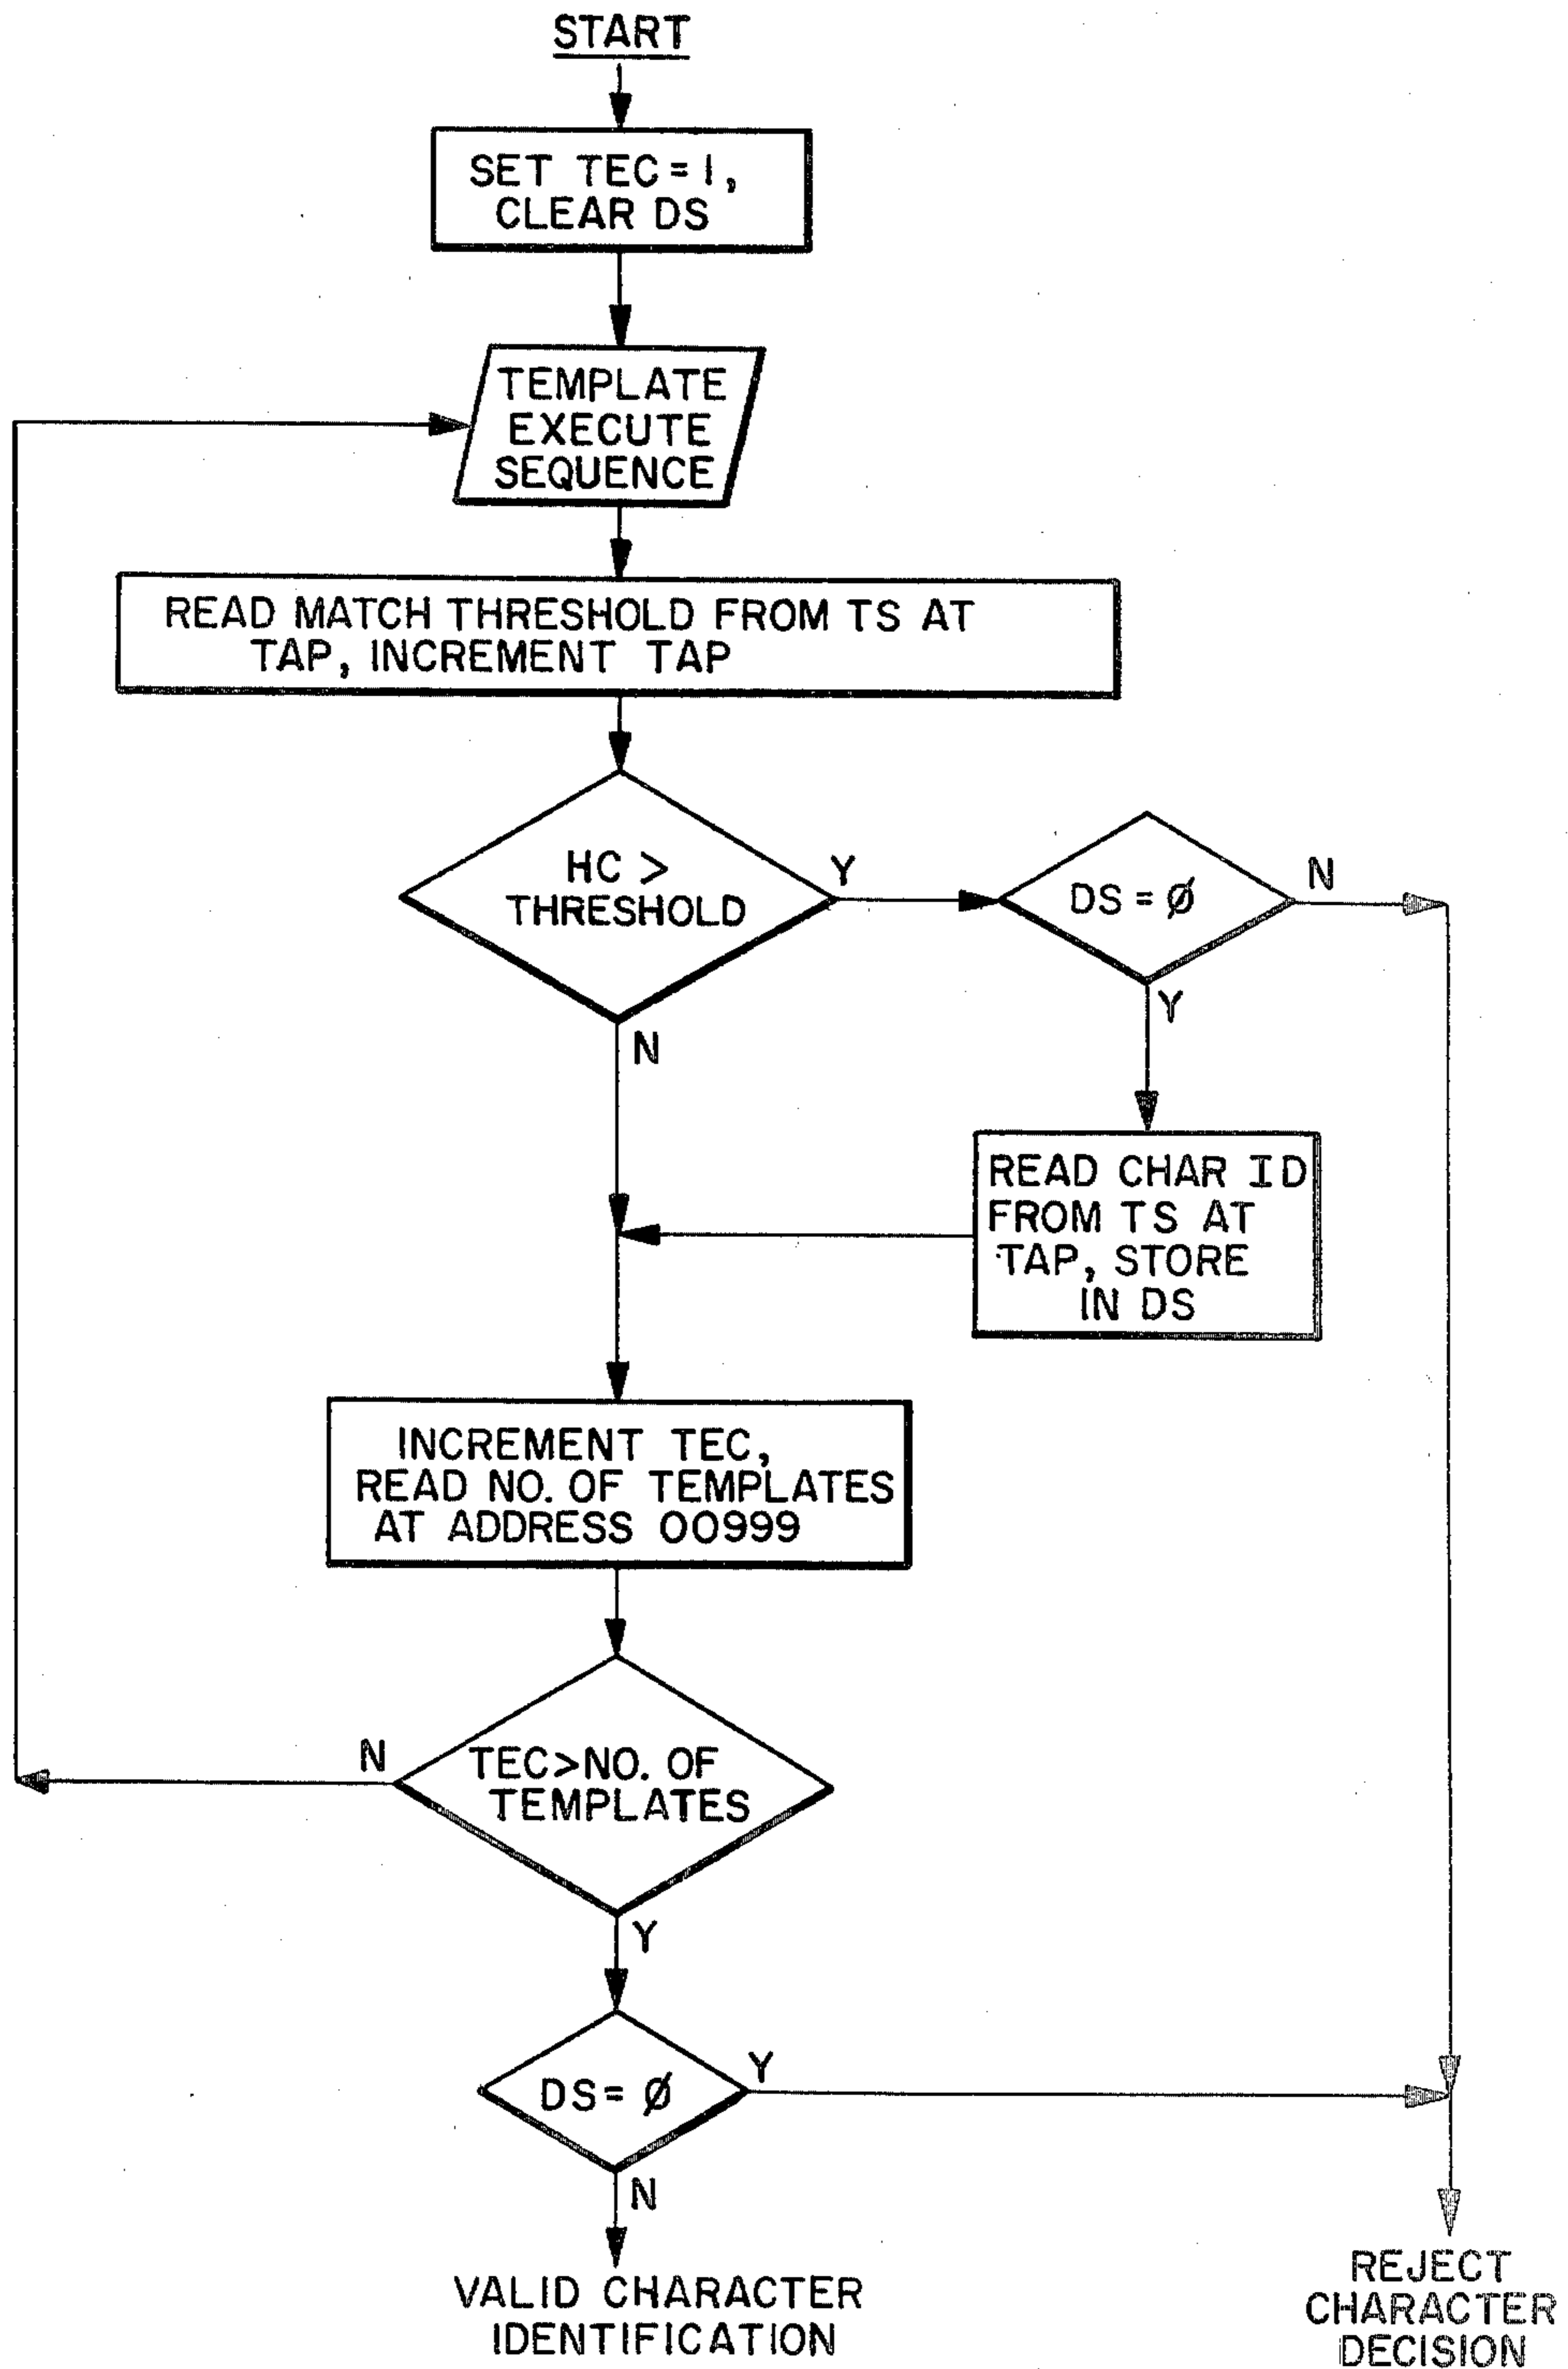 START
SET TEC = 1,
CLEAR DS
TEMPLATE
EXECUTE
SEQUENCE
READ MATCH THRESHOLD FROM TS AT
TAP, INCREMENT TAP
HC >
THRESHOLD
Y
DS = Ø
N
Y
N
READ CHAR ID
FROM TS AT
TAP, STORE
IN DS
INCREMENT TEC,
READ NO. OF TEMPLATES
AT ADDRESS 00999
N
TEC>NO. OF
TEMPLATES
Y
DS= Ø
Y
N
VALID CHARACTER
IDENTIFICATION
REJECT
CHARACTER
DECISION